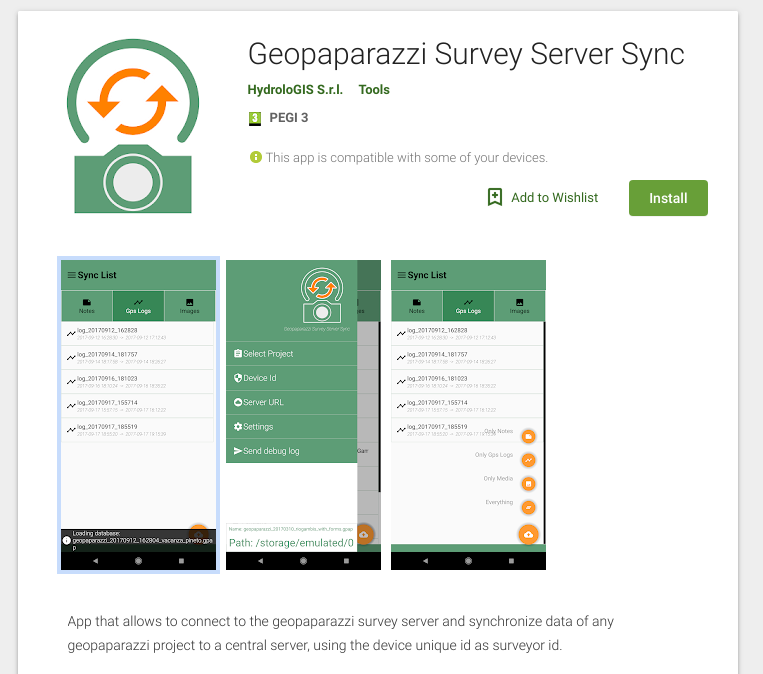 Geopaparazzi Survey Server Sync
HydroloGIS S.r.l. Tools
3 PEGI 3
This app is compatible with some of your devices.
Add to Wishlist
Install
Sync List
Notes Gps Logs Images
log_20170912_162828
log_20170914_181757
log_20170916_181023
log_20170917_155714
log_20170917_185519
Loading database:
geopaparazzi_20170912_162804_vacanza_pineto.gpa
p
Geopaparazzi Survey Server Sync
Select Project
Device Id
Server URL
Settings
Send debug log
Path: /storage/emulated/0
Sync List
Notes Gps Logs Images
log_20170912_162828
log_20170914_181757
log_20170916_181023
log_20170917_155714
log_20170917_185519
Only Notes
Only Gps Logs
Only Media
Everything
App that allows to connect to the geopaparazzi survey server and synchronize data of any
geopaparazzi project to a central server, using the device unique id as surveyor id.